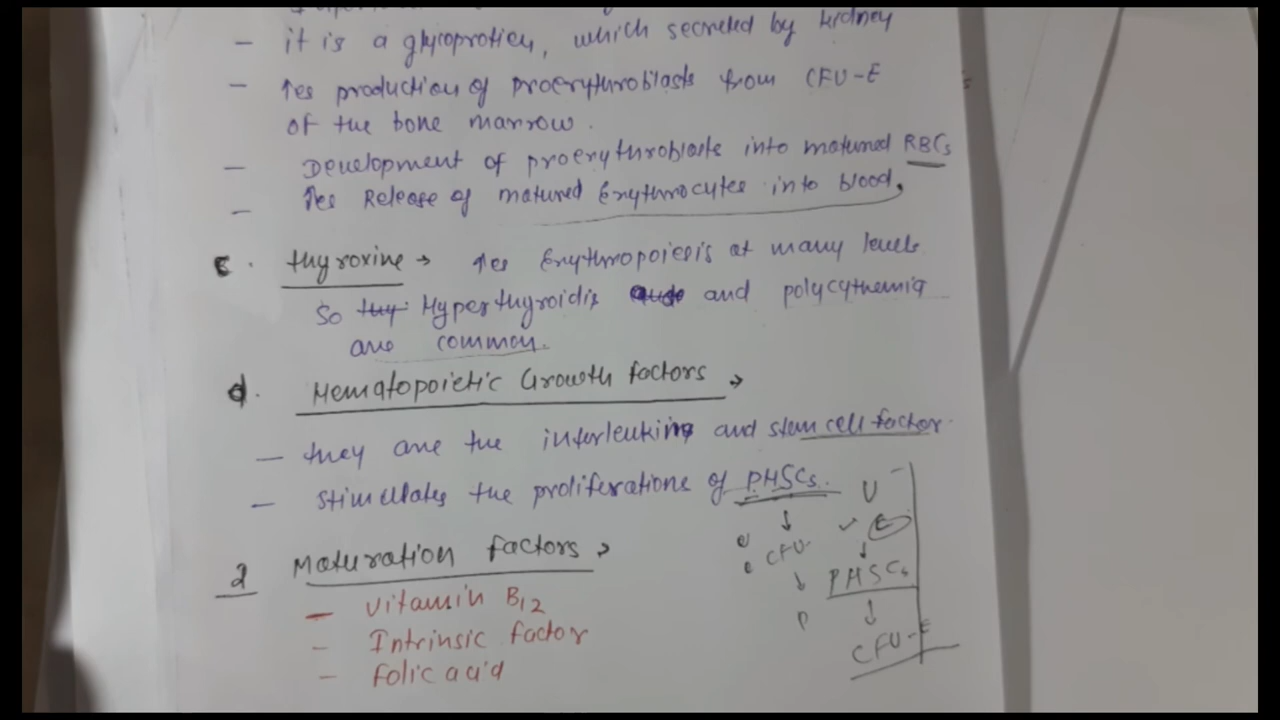 - it is a glycoprotien, which secreted by kidney
- ↑es production of proerythroblasts from CFU-E
of the bone marrow.
- Development of proerythroblasts into matured RBCs
- ↑es Release of matured Erythrocytes into blood.
c. thyroxine → ↑es Erythropoiesis at many levels
So Hyperthyroidis and polycythemia
are common.
d. Hematopoietic Growth factors →
- they are the interleukins and stem cell factor.
- stimulates the proliferations of PHSCs.
↓
CFU-
↓
P
U
E
↓
PHSCs
↓
CFU-E
2 Maturation factors →
- Vitamin B12
- Intrinsic factor
- Folic acid